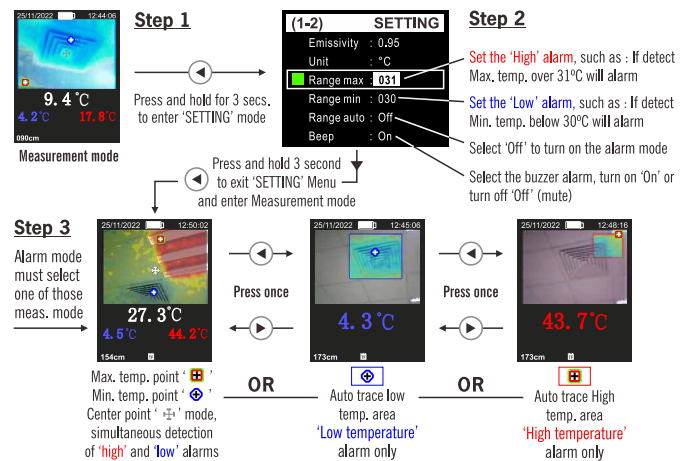 Step 1
25/11/2022 12:44:06
9.4°C
4.2°C 17.8°C
090cm
Measurement mode
Press and hold for 3 secs.
to enter 'SETTING' mode
(1-2) SETTING
Emissivity : 0.95
Unit : °C
Range max : 031
Range min : 030
Range auto : Off
Beep : On
Step 2
Set the 'High' alarm, such as : If detect
Max. temp. over 31ºC will alarm
Set the 'Low' alarm, such as : If detect
Min. temp. below 30ºC will alarm
Select 'Off' to turn on the alarm mode
Select the buzzer alarm, turn on 'On' or
turn off 'Off' (mute)
Press and hold 3 second
to exit 'SETTING' Menu
and enter Measurement mode
Step 3
Alarm mode
must select
one of those
meas. mode
25/11/2022 12:50:02
27.3°C
4.5°C 44.2°C
154cm
Max. temp. point ' '
Min. temp. point ' '
Center point ' ' mode,
simultaneous detection
of 'high' and 'low' alarms
Press once
OR
25/11/2022 12:45:06
4.3°C
173cm
Auto trace low
temp. area
'Low temperature'
alarm only
Press once
OR
25/11/2022 12:48:16
43.7°C
173cm
Auto trace High
temp. area
'High temperature'
alarm only